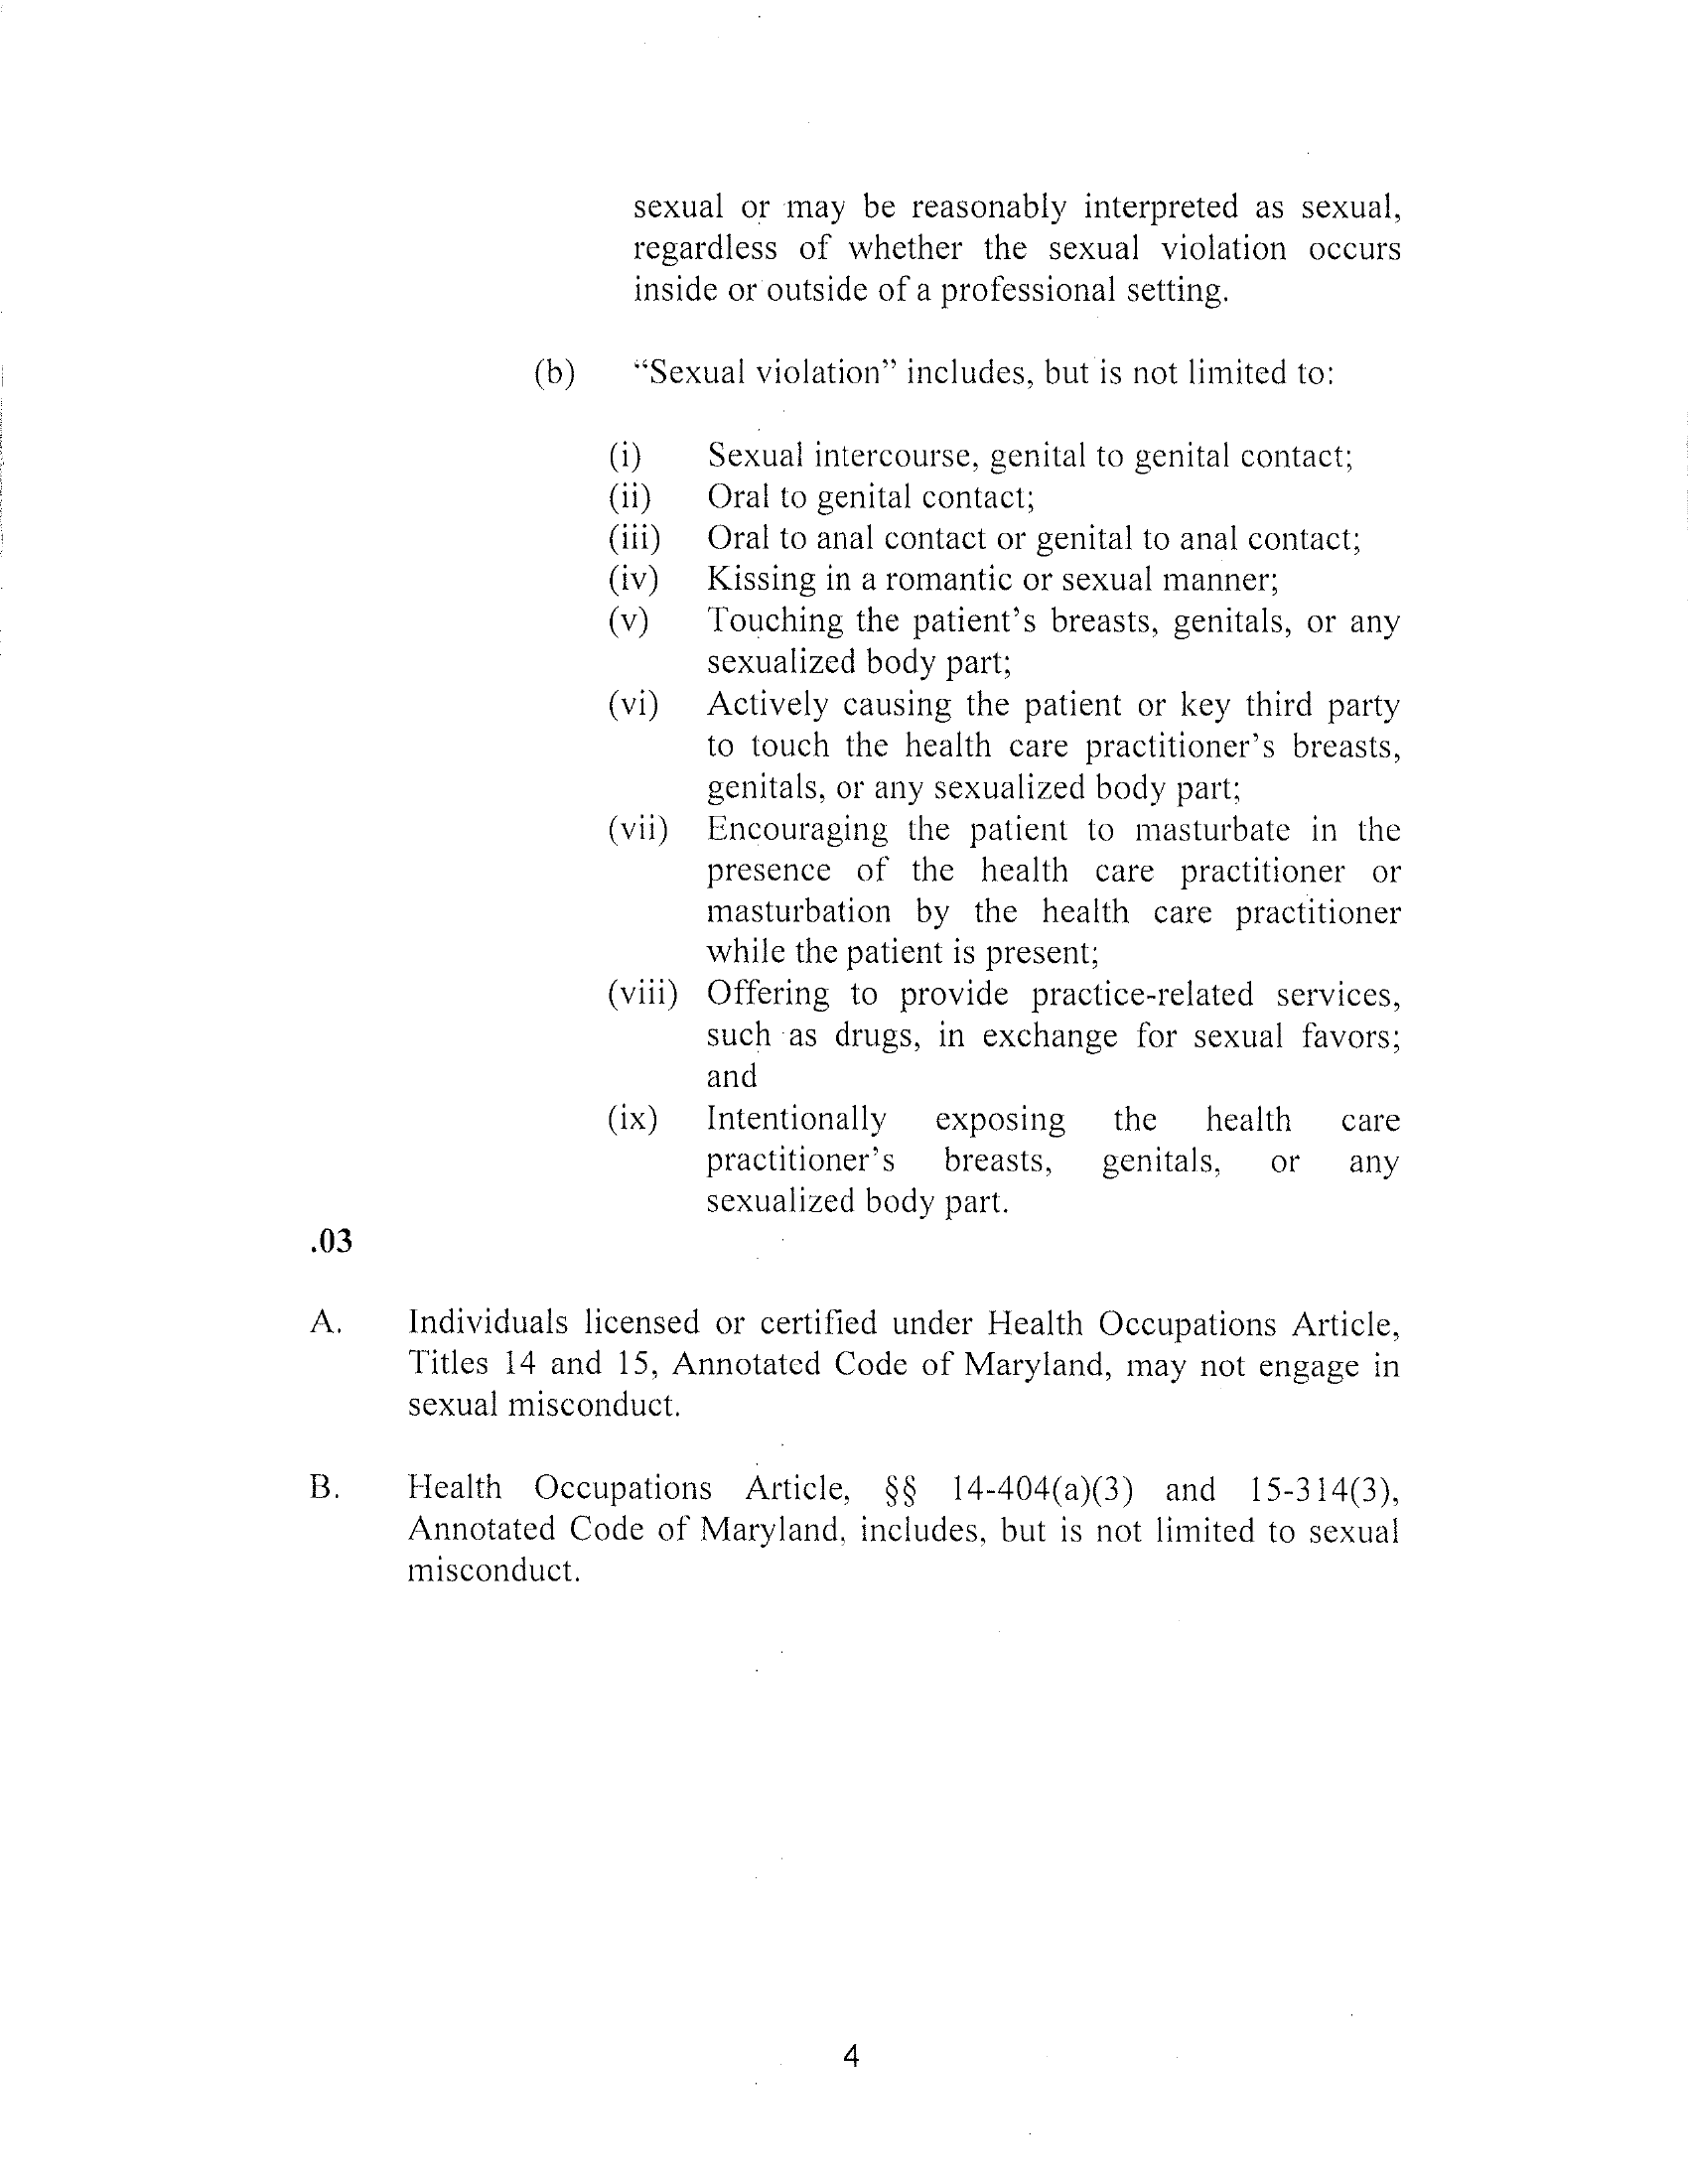 sexual or may be reasonably interpreted as sexual,
regardless of whether the sexual violation occurs
inside or outside of a professional setting.
(b) “Sexual violation” includes, but is not limited to:
(i) Sexual intercourse, genital to genital contact;
(ii) Oral to genital contact;
(iii) Oral to anal contact or genital to anal contact;
(iv) Kissing in a romantic or sexual manner;
(v) Touching the patient’s breasts, genitals, or any
sexualized body part;
(vi) Actively causing the patient or key third party
to touch the health care practitioner’s breasts,
genitals, or any sexualized body part;
(vii) Encouraging the patient to masturbate in the
presence of the health care practitioner or
masturbation by the health care practitioner
while the patient is present;
(viii) Offering to provide practice-related services,
such as drugs, in exchange for sexual favors;
and
(ix) Intentionally exposing the health care
practitioner’s breasts, genitals, or any
sexualized body part.
.03
A. Individuals licensed or certified under Health Occupations Article,
Titles 14 and 15, Annotated Code of Maryland, may not engage in
sexual misconduct.
B. Health Occupations Article, §§ 14-404(a)(3) and 15-314(3),
Annotated Code of Maryland, includes, but is not limited to sexual
misconduct.
4